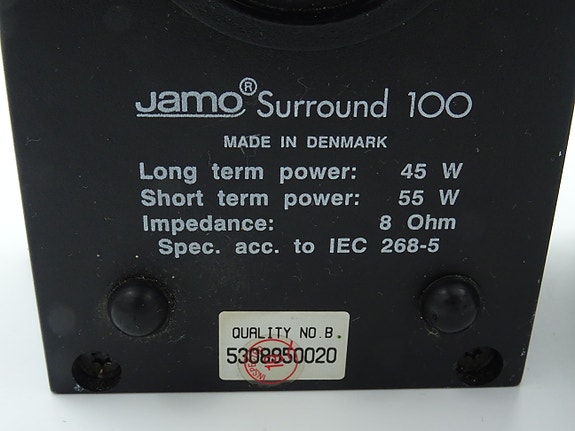 Jamo® Surround 100
MADE IN DENMARK
Long term power: 45 W
Short term power: 55 W
Impedance: 8 Ohm
Spec. acc. to IEC 268-5
QUALITY NO. B
5308850020